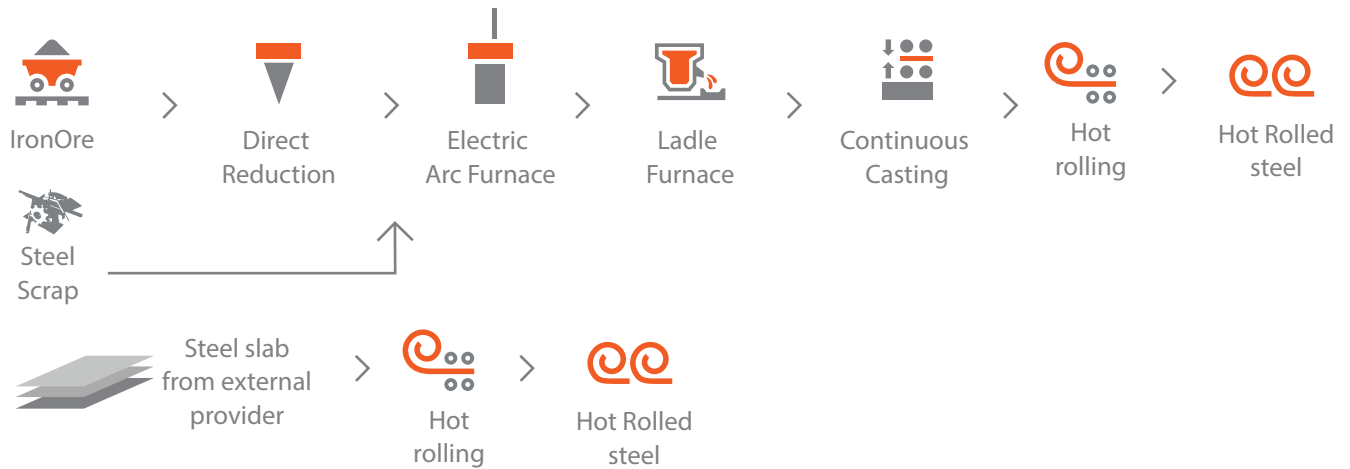 IronOre
Direct
Reduction
Electric
Arc Furnace
Ladle
Furnace
Continuous
Casting
Hot
rolling
Hot Rolled
steel
Steel
Scrap
Steel slab
from external
provider
Hot
rolling
Hot Rolled
steel